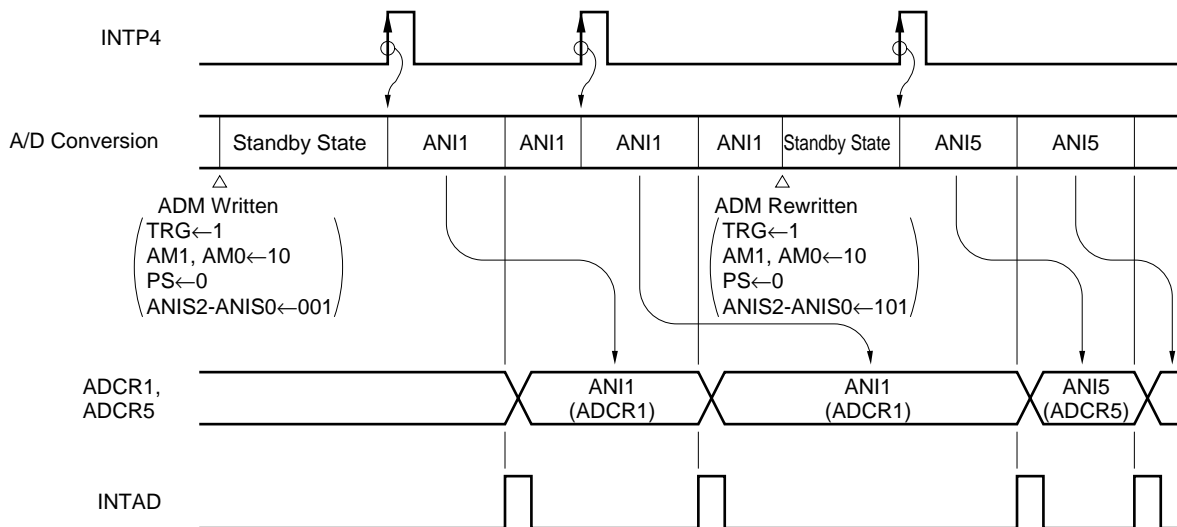 INTP4
A/D Conversion
Standby State ANI1 ANI1 ANI1 ANI1 Standby State ANI5 ANI5
ADM Written
TRG←1
AM1, AM0←10
PS←0
ANIS2-ANIS0←001
ADM Rewritten
TRG←1
AM1, AM0←10
PS←0
ANIS2-ANIS0←101
ADCR1,
ADCR5
ANI1
(ADCR1)
ANI1
(ADCR1)
ANI5
(ADCR5)
INTAD